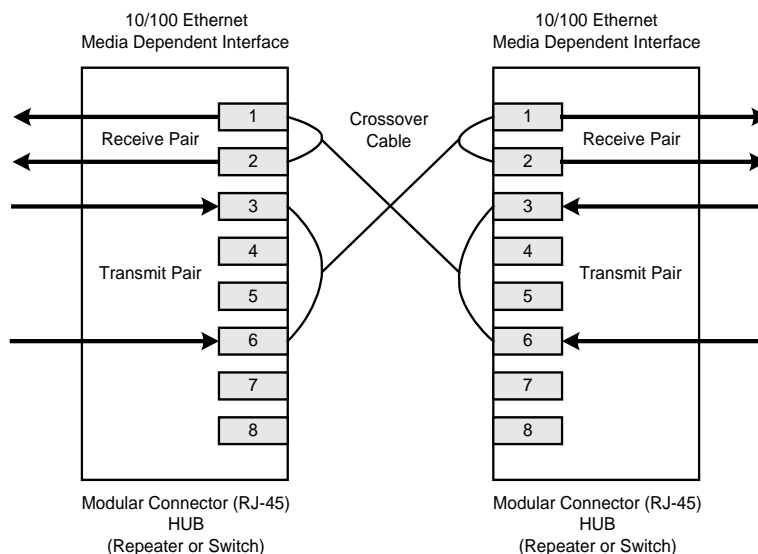 10/100 Ethernet
Media Dependent Interface
10/100 Ethernet
Media Dependent Interface
1
Receive Pair
2
3
4
Transmit Pair
5
6
7
8
Crossover
Cable
1
Receive Pair
2
3
4
Transmit Pair
5
6
7
8
Modular Connector (RJ-45)
HUB
(Repeater or Switch)
Modular Connector (RJ-45)
HUB
(Repeater or Switch)